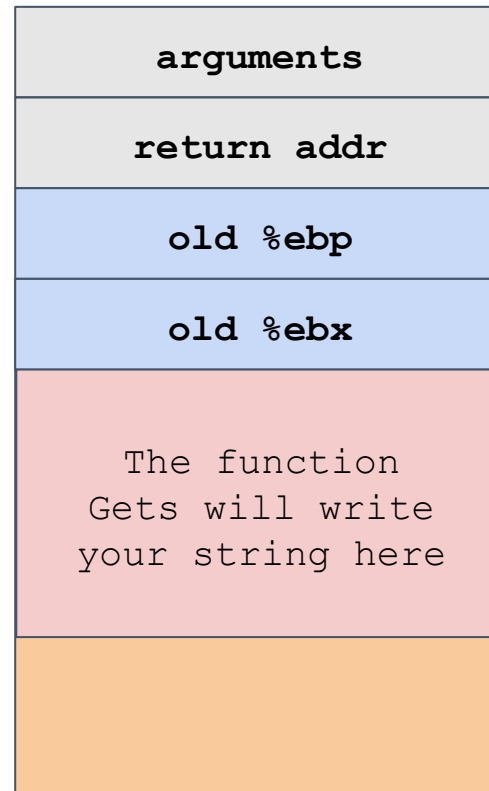 arguments
return addr
old %ebp
old %ebx
The function
Gets will write
your string here